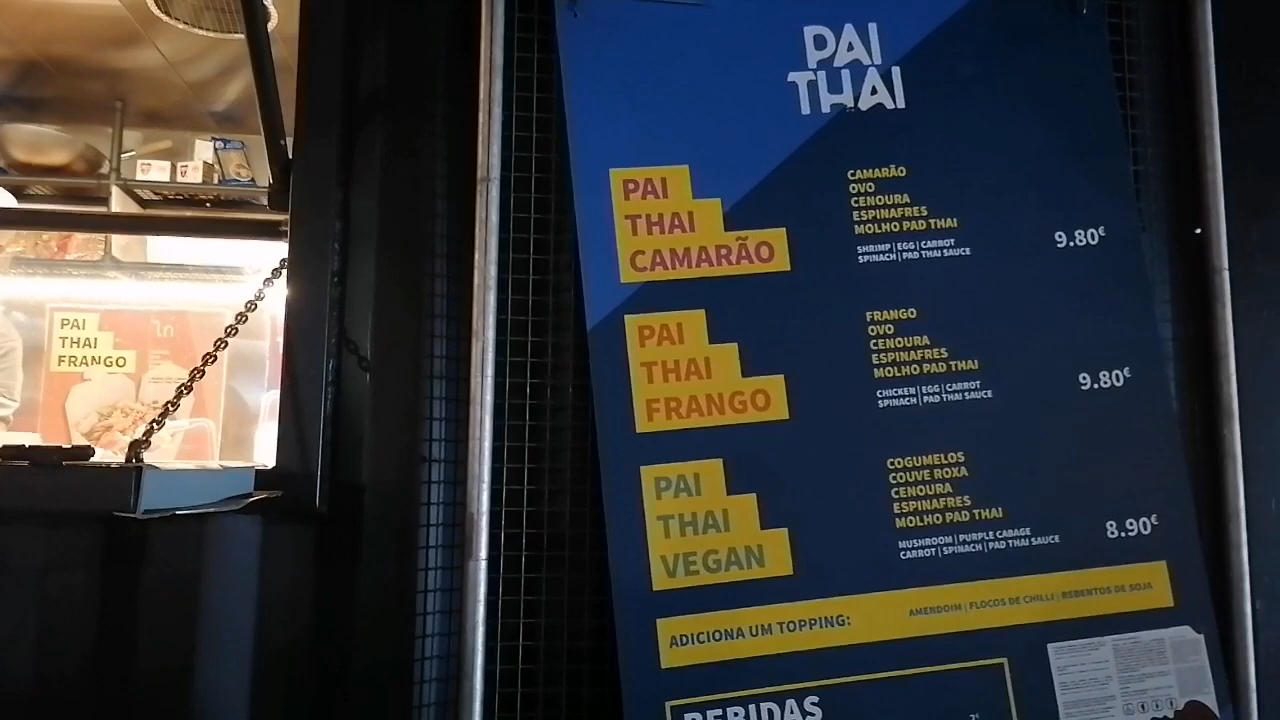 PAI
THAI
PAI
THAI
CAMARÃO
CAMARÃO
OVO
CENOURA
ESPINAFRES
MOLHO PAD THAI
SHRIMP | EGG | CARROT
SPINACH | PAD THAI SAUCE
9.80€
PAI
THAI
FRANGO
FRANGO
OVO
CENOURA
ESPINAFRES
MOLHO PAD THAI
CHICKEN | EGG | CARROT
SPINACH | PAD THAI SAUCE
9.80€
PAI
THAI
VEGAN
COGUMELOS
COUVE ROXA
CENOURA
ESPINAFRES
MOLHO PAD THAI
MUSHROOM | PURPLE CABAGE
CARROT | SPINACH | PAD THAI SAUCE
8.90€
ADICIONA UM TOPPING:
AMENDOIM | FLOCOS DE CHILLI | REBENTOS DE SOJA
BEBIDAS
PAI
THAI
FRANGO
ไก่